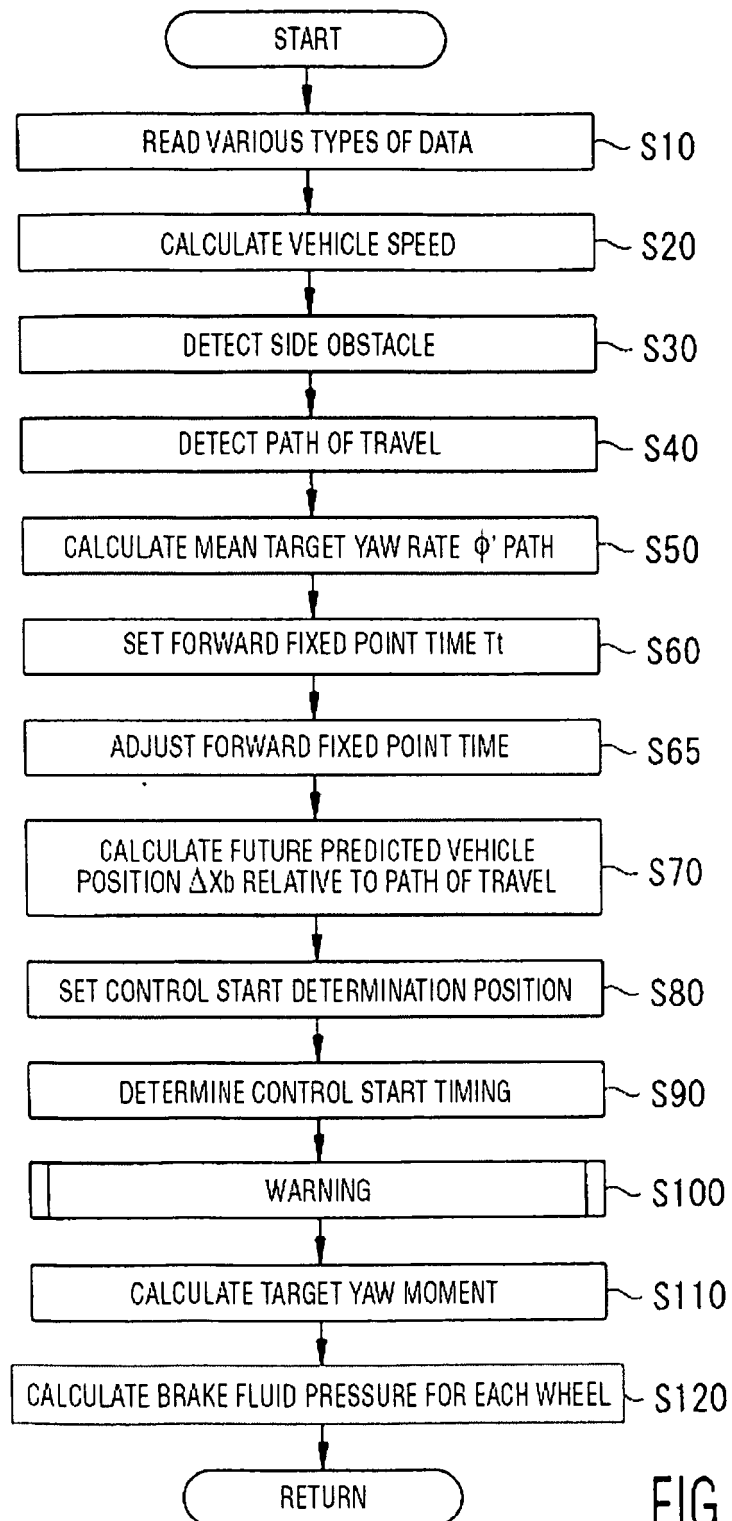 START
READ VARIOUS TYPES OF DATA
S10
CALCULATE VEHICLE SPEED
S20
DETECT SIDE OBSTACLE
S30
DETECT PATH OF TRAVEL
S40
CALCULATE MEAN TARGET YAW RATE ϕ' PATH
S50
SET FORWARD FIXED POINT TIME Tt
S60
ADJUST FORWARD FIXED POINT TIME
S65
CALCULATE FUTURE PREDICTED VEHICLE
POSITION ΔXb RELATIVE TO PATH OF TRAVEL
S70
SET CONTROL START DETERMINATION POSITION
S80
DETERMINE CONTROL START TIMING
S90
WARNING
S100
CALCULATE TARGET YAW MOMENT
S110
CALCULATE BRAKE FLUID PRESSURE FOR EACH WHEEL
S120
RETURN
FIG